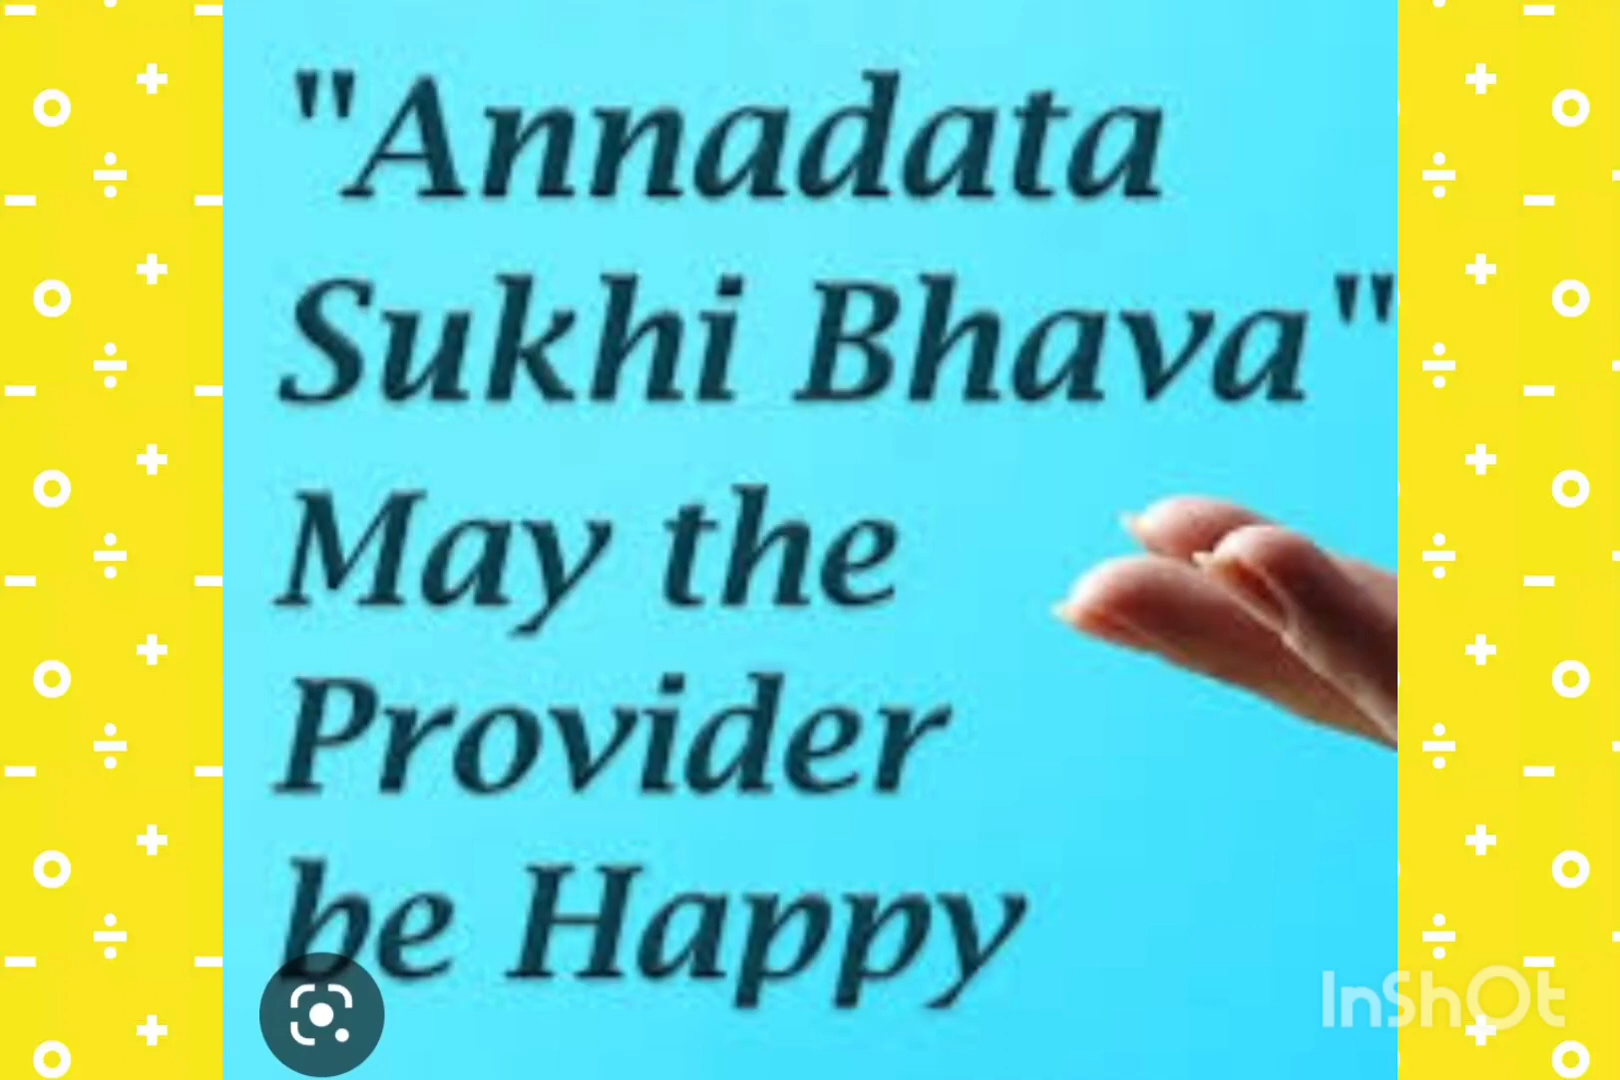 "Annadata
Sukhi Bhava"
May the
Provider
be Happy
InShOt